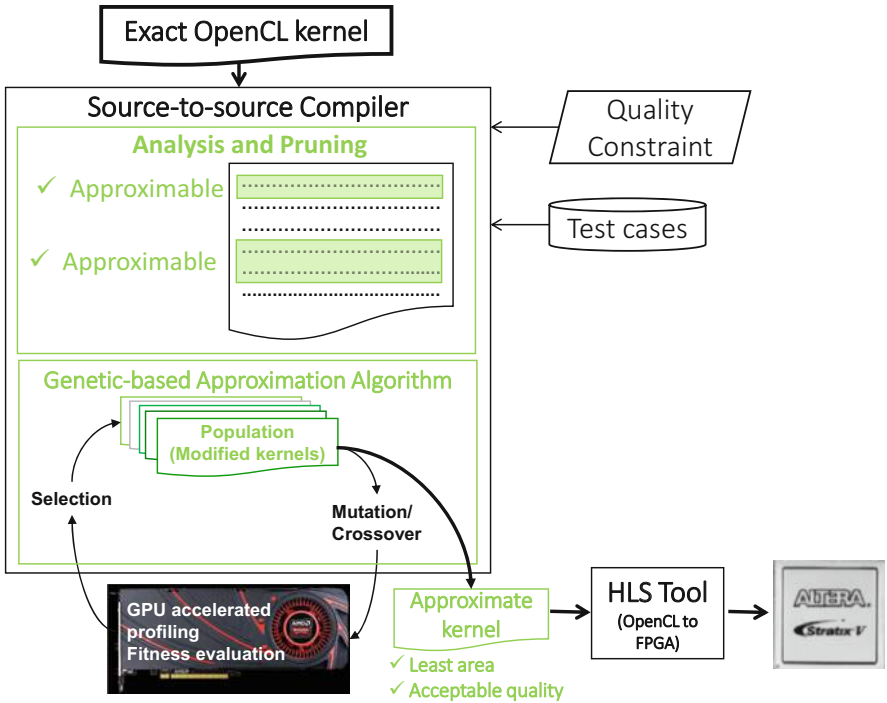 Exact OpenCL kernel
Source-to-source Compiler
Analysis and Pruning
✓ Approximable
✓ Approximable
Quality
Constraint
Test cases
Genetic-based Approximation Algorithm
Population
(Modified kernels)
Selection
Mutation/
Crossover
GPU accelerated
profiling
Fitness evaluation
AMD
RADEON
Approximate
kernel
✓ Least area
✓ Acceptable quality
HLS Tool
(OpenCL to
FPGA)
ALTERA.
Stratix V